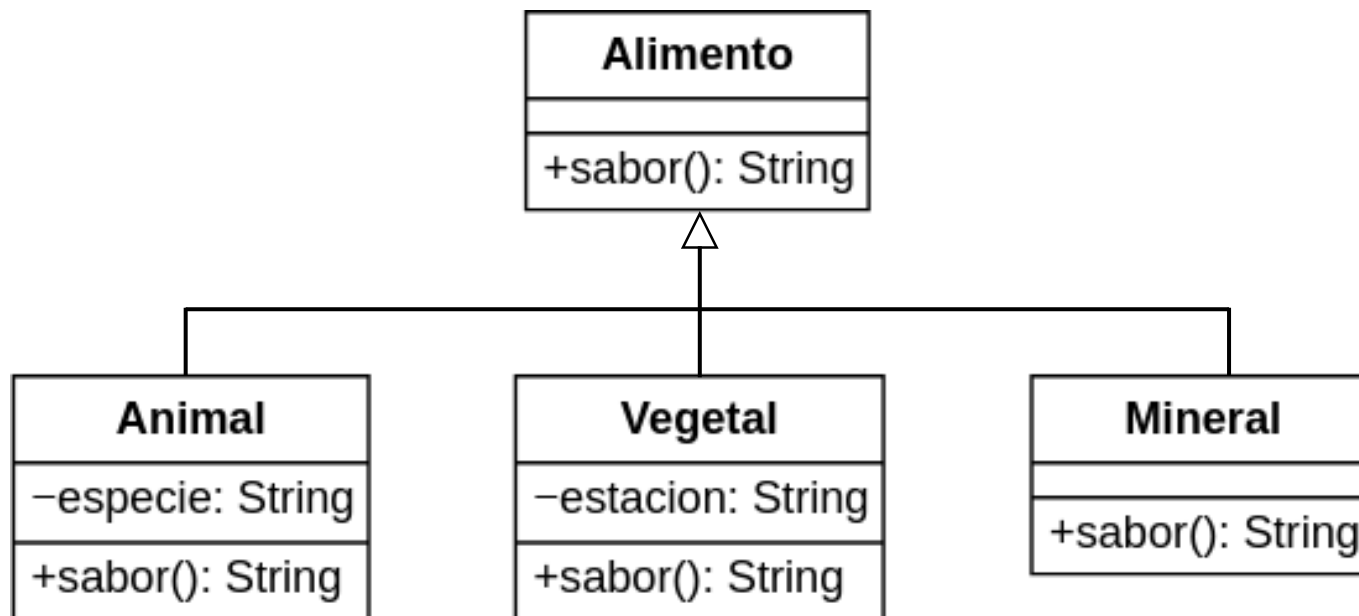 Alimento
+sabor(): String
Animal
−especie: String
+sabor(): String
Vegetal
−estacion: String
+sabor(): String
Mineral
+sabor(): String